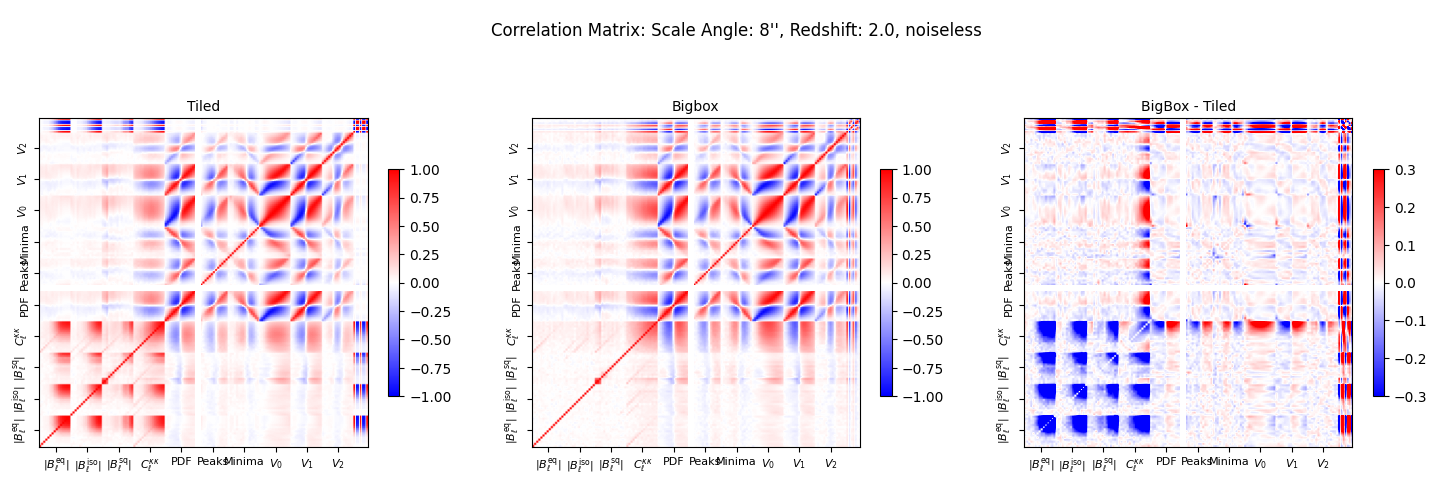 Correlation Matrix: Scale Angle: 8'', Redshift: 2.0, noiseless
Tiled
V₂
V₁
V₀
Minima
Peaks
PDF
C_ℓ^κκ
|B_ℓ^sq|
|B_ℓ^iso|
|B_ℓ^eq|
|B_ℓ^eq| |B_ℓ^iso| |B_ℓ^sq| C_ℓ^κκ PDF Peaks Minima V₀ V₁ V₂
1.00
0.75
0.50
0.25
0.00
−0.25
−0.50
−0.75
−1.00
Bigbox
V₂
V₁
V₀
Minima
Peaks
PDF
C_ℓ^κκ
|B_ℓ^sq|
|B_ℓ^iso|
|B_ℓ^eq|
|B_ℓ^eq| |B_ℓ^iso| |B_ℓ^sq| C_ℓ^κκ PDF Peaks Minima V₀ V₁ V₂
1.00
0.75
0.50
0.25
0.00
−0.25
−0.50
−0.75
−1.00
BigBox - Tiled
V₂
V₁
V₀
Minima
Peaks
PDF
C_ℓ^κκ
|B_ℓ^sq|
|B_ℓ^iso|
|B_ℓ^eq|
|B_ℓ^eq| |B_ℓ^iso| |B_ℓ^sq| C_ℓ^κκ PDF Peaks Minima V₀ V₁ V₂
0.3
0.2
0.1
0.0
−0.1
−0.2
−0.3